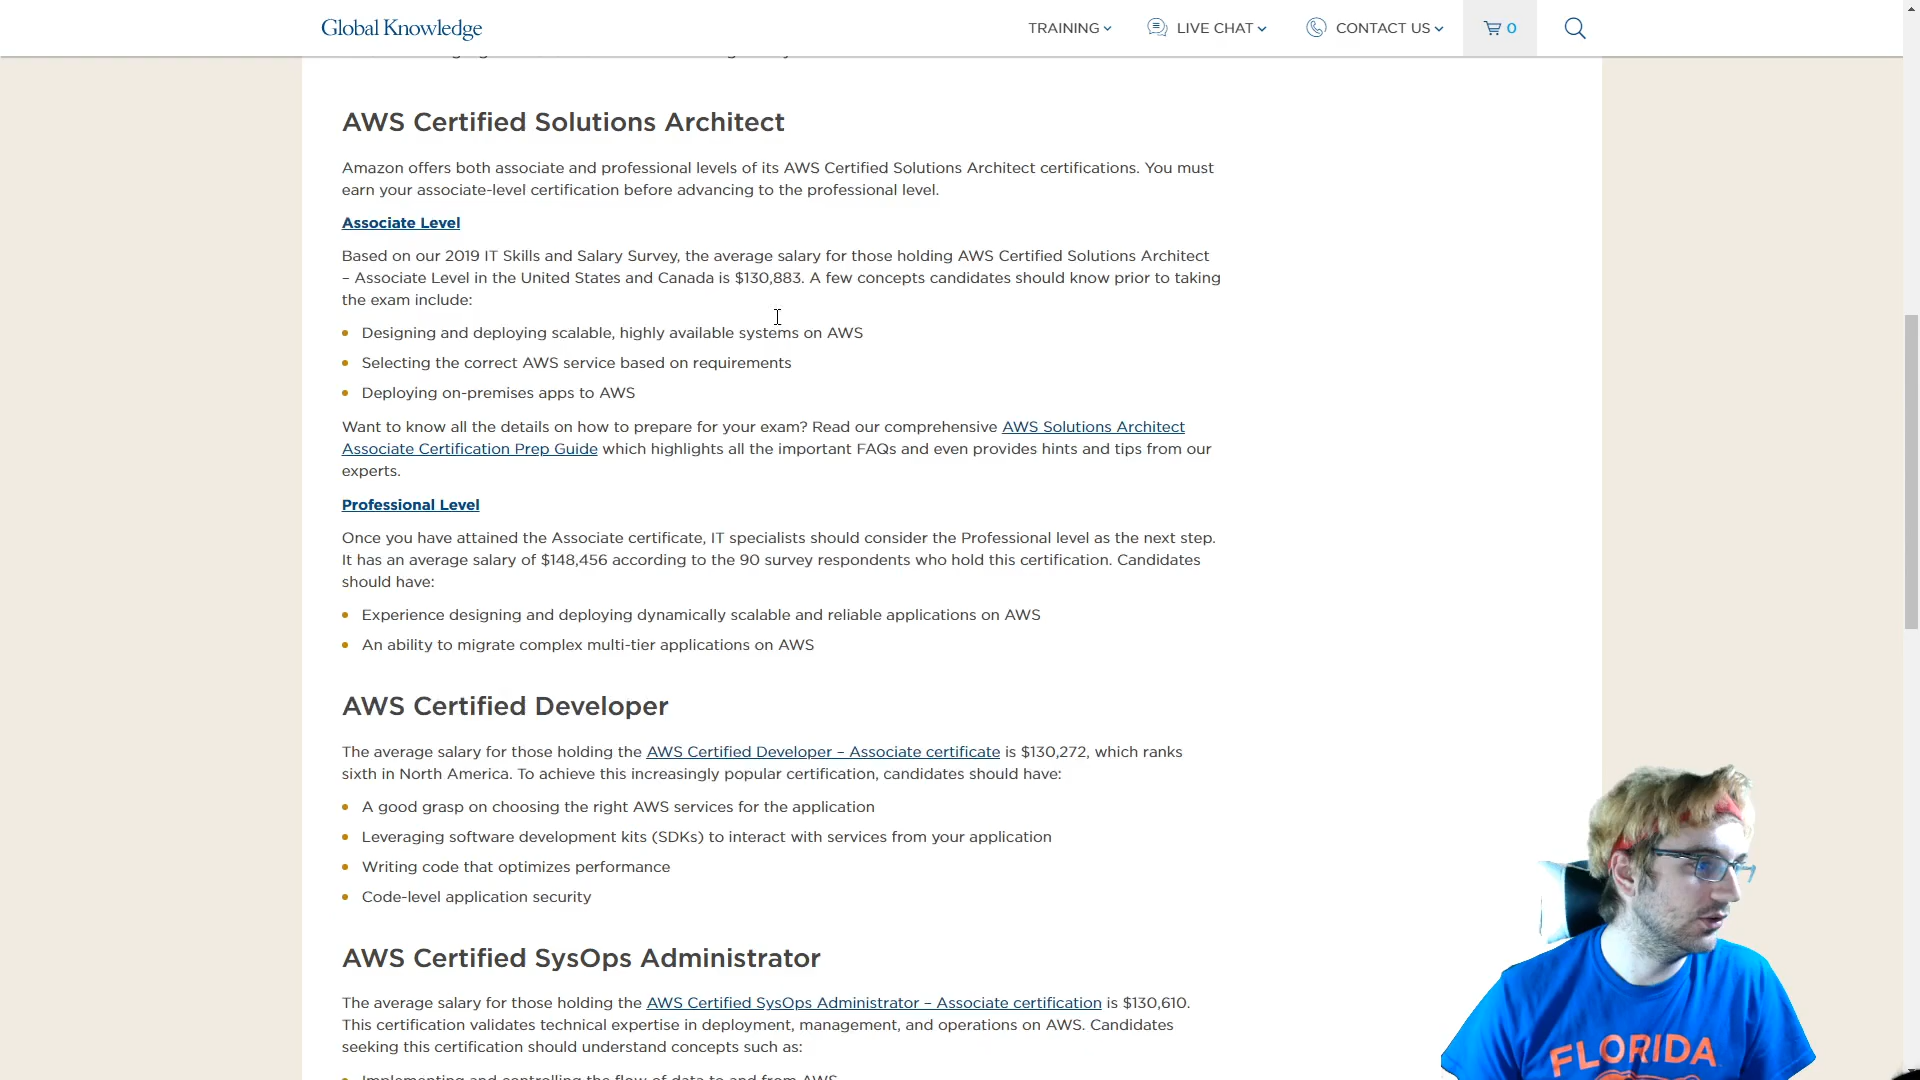 Global Knowledge
TRAINING
LIVE CHAT
CONTACT US
0
AWS Certified Solutions Architect
Amazon offers both associate and professional levels of its AWS Certified Solutions Architect certifications. You must
earn your associate-level certification before advancing to the professional level.
Associate Level
Based on our 2019 IT Skills and Salary Survey, the average salary for those holding AWS Certified Solutions Architect
– Associate Level in the United States and Canada is $130,883. A few concepts candidates should know prior to taking
the exam include:
Designing and deploying scalable, highly available systems on AWS
Selecting the correct AWS service based on requirements
Deploying on-premises apps to AWS
Want to know all the details on how to prepare for your exam? Read our comprehensive AWS Solutions Architect
Associate Certification Prep Guide which highlights all the important FAQs and even provides hints and tips from our
experts.
Professional Level
Once you have attained the Associate certificate, IT specialists should consider the Professional level as the next step.
It has an average salary of $148,456 according to the 90 survey respondents who hold this certification. Candidates
should have:
Experience designing and deploying dynamically scalable and reliable applications on AWS
An ability to migrate complex multi-tier applications on AWS
AWS Certified Developer
The average salary for those holding the AWS Certified Developer – Associate certificate is $130,272, which ranks
sixth in North America. To achieve this increasingly popular certification, candidates should have:
A good grasp on choosing the right AWS services for the application
Leveraging software development kits (SDKs) to interact with services from your application
Writing code that optimizes performance
Code-level application security
AWS Certified SysOps Administrator
The average salary for those holding the AWS Certified SysOps Administrator – Associate certification is $130,610.
This certification validates technical expertise in deployment, management, and operations on AWS. Candidates
seeking this certification should understand concepts such as:
Implementing and controlling the flow of data to and from AWS
FLORIDA